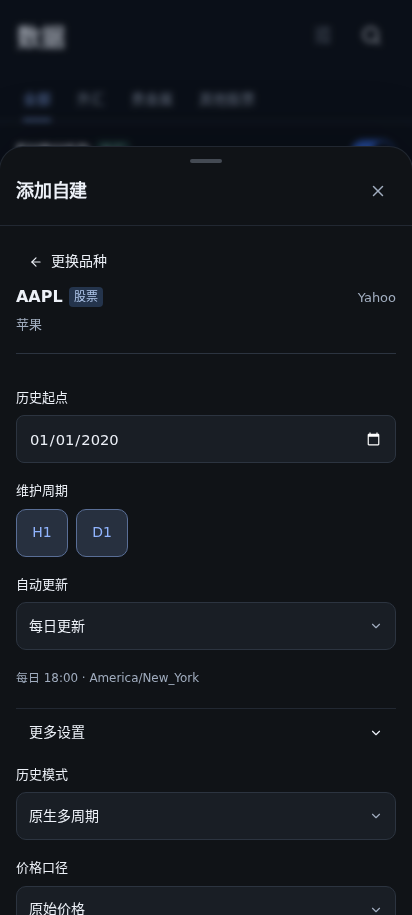 数据
添加自建
更换品种
AAPL 股票 Yahoo
苹果
历史起点
01/01/2020
维护周期
H1 D1
自动更新
每日更新
每日 18:00 · America/New_York
更多设置
历史模式
原生多周期
价格口径
原始价格